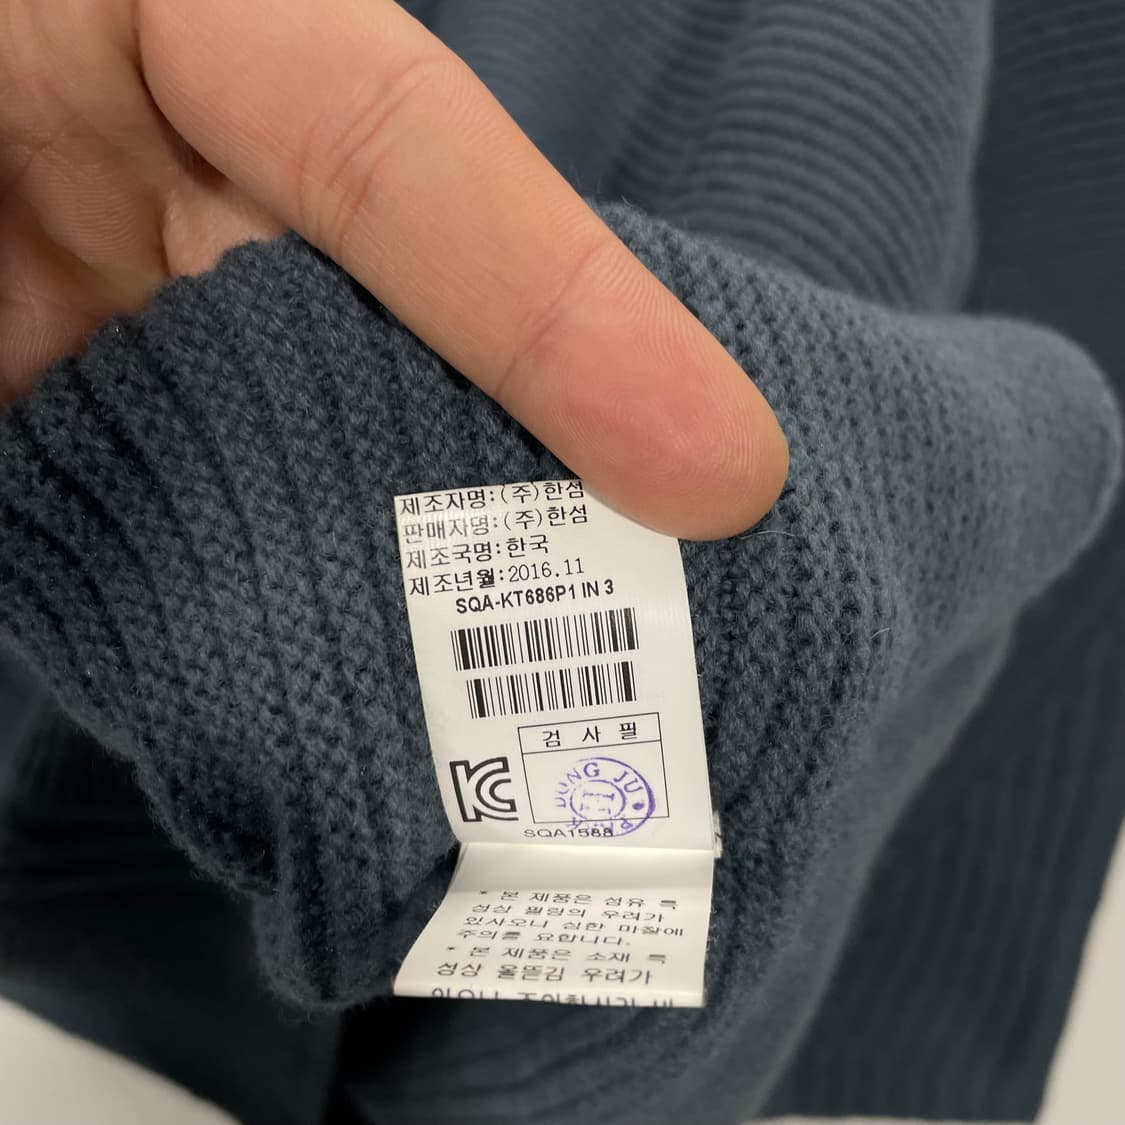 제조자명:(주)한섬
판매자명:(주)한섬
제조국명:한국
제조년월:2016.11
SQA-KT686P1 IN 3
검 사 필
KC
DONG JU
SQA1588
* 본 제품은 섬유 특
성상 필링의 우려가
있사오니 심한 마찰에
주의를 요합니다.
* 본 제품은 소재 특
성상 올뜯김 우려가